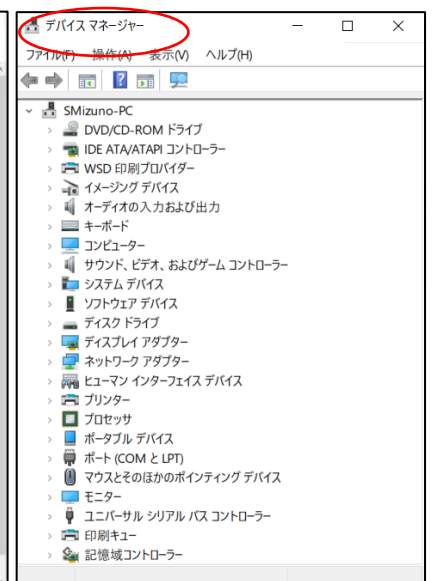 デバイス マネージャー
ファイル(F) 操作(A) 表示(V) ヘルプ(H)
SMizuno-PC
DVD/CD-ROM ドライブ
IDE ATA/ATAPI コントローラー
WSD 印刷プロバイダー
イメージング デバイス
オーディオの入力および出力
キーボード
コンピューター
サウンド、ビデオ、およびゲーム コントローラー
システム デバイス
ソフトウェア デバイス
ディスク ドライブ
ディスプレイ アダプター
ネットワーク アダプター
ヒューマン インターフェイス デバイス
プリンター
プロセッサ
ポータブル デバイス
ポート (COM と LPT)
マウスとそのほかのポインティング デバイス
モニター
ユニバーサル シリアル バス コントローラー
印刷キュー
記憶域コントローラー